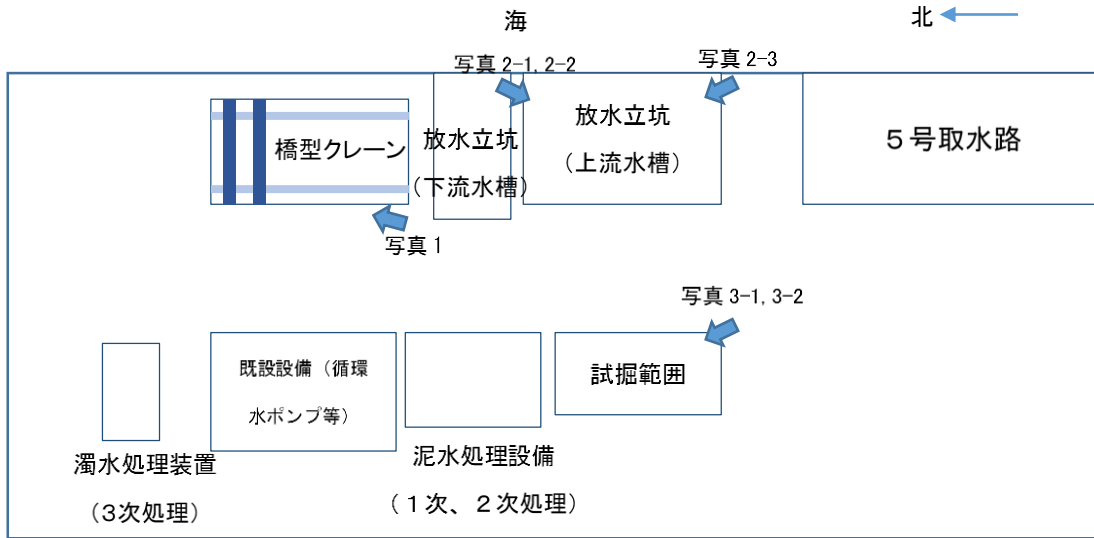 海
北
写真 2-1, 2-2
写真 2-3
橋型クレーン
放水立坑
(下流水槽)
放水立坑
(上流水槽)
５号取水路
写真 1
写真 3-1, 3-2
既設設備（循環
水ポンプ等）
試掘範囲
濁水処理装置
（3次処理）
泥水処理設備
（１次、２次処理）